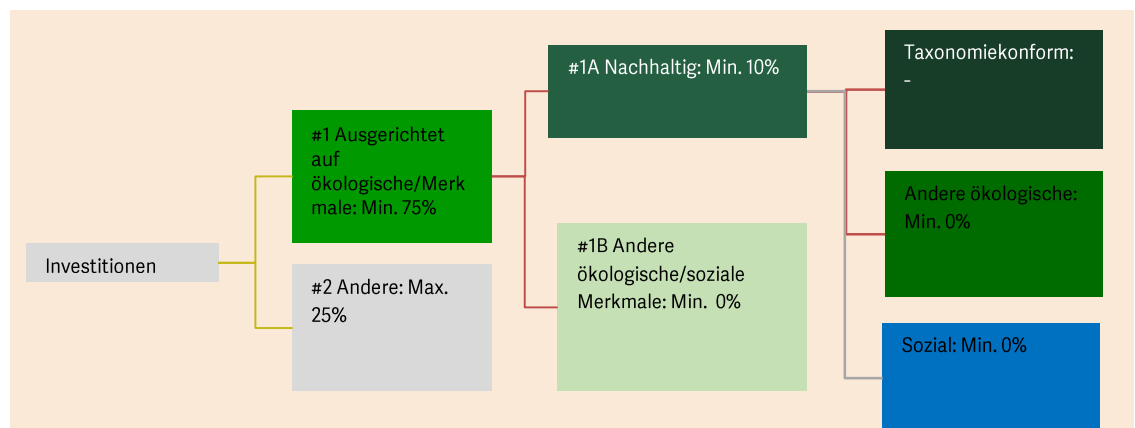 Investitionen
#1 Ausgerichtet
auf
ökologische/Merk
male: Min. 75%
#2 Andere: Max.
25%
#1A Nachhaltig: Min. 10%
#1B Andere
ökologische/soziale
Merkmale: Min. 0%
Taxonomiekonform:
-
Andere ökologische:
Min. 0%
Sozial: Min. 0%